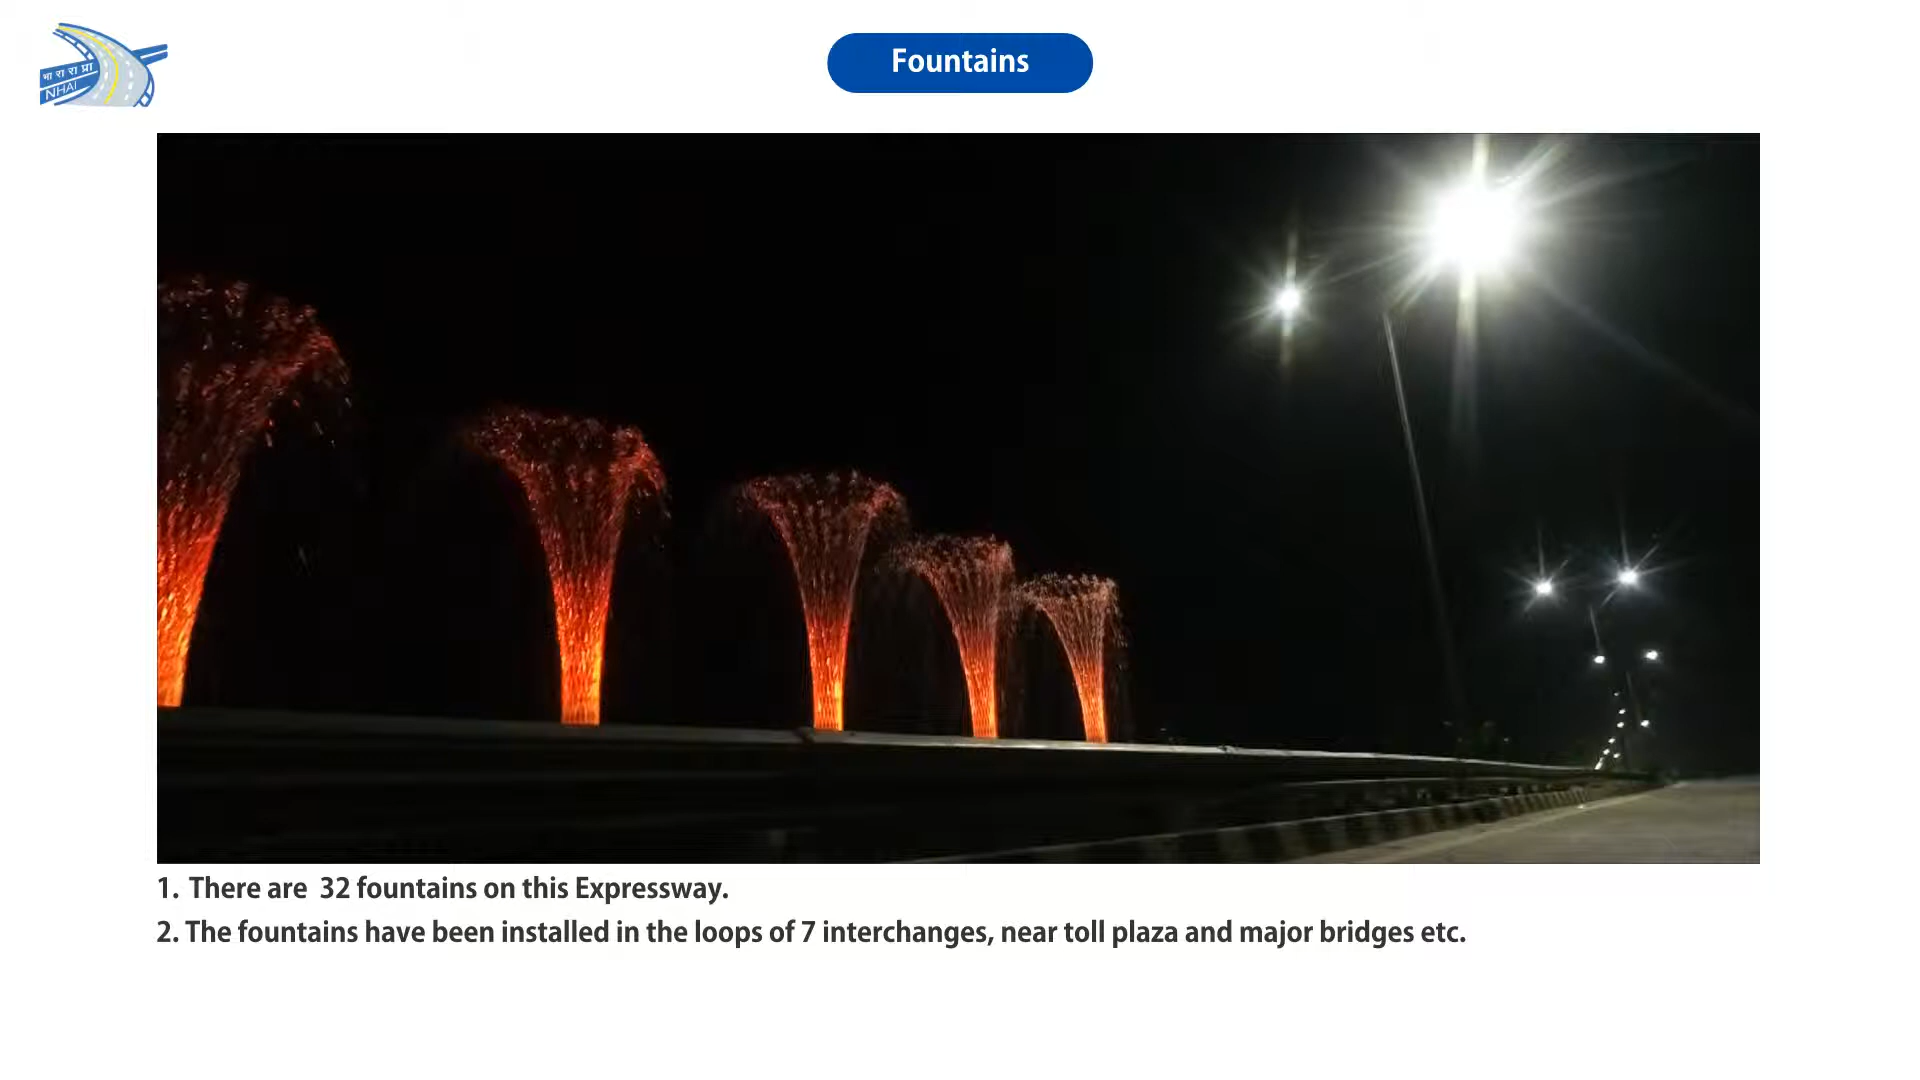 भा रा रा प्रा
NHAI
Fountains
1. There are 32 fountains on this Expressway.
2. The fountains have been installed in the loops of 7 interchanges, near toll plaza and major bridges etc.